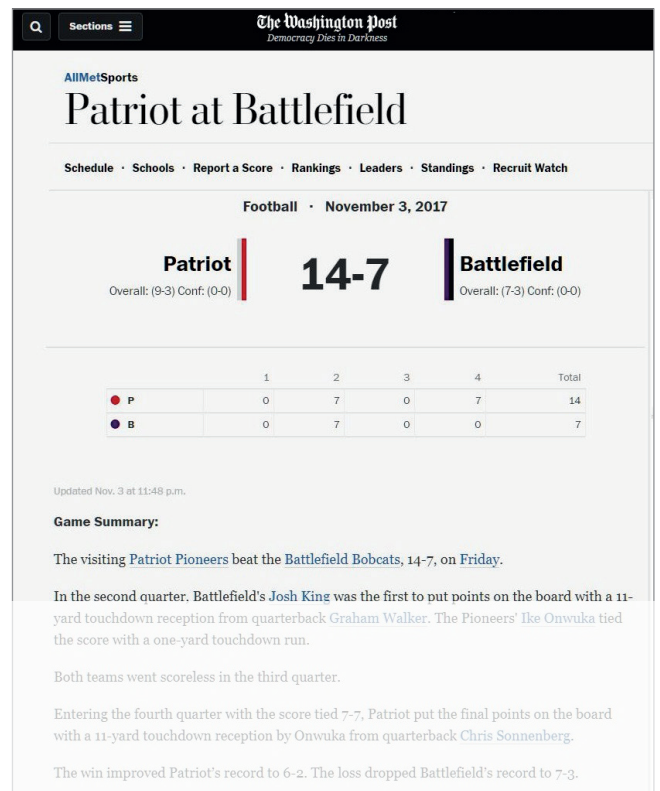 Sections
The Washington Post
Democracy Dies in Darkness
AllMetSports
Patriot at Battlefield
Schedule · Schools · Report a Score · Rankings · Leaders · Standings · Recruit Watch
Football · November 3, 2017
Patriot
Overall: (9-3) Conf: (0-0)
14-7
Battlefield
Overall: (7-3) Conf: (0-0)
1 2 3 4 Total
P 0 7 0 7 14
B 0 7 0 0 7
Updated Nov. 3 at 11:48 p.m.
Game Summary:
The visiting Patriot Pioneers beat the Battlefield Bobcats, 14-7, on Friday.
In the second quarter, Battlefield's Josh King was the first to put points on the board with a 11-
yard touchdown reception from quarterback Graham Walker. The Pioneers' Ike Onwuka tied
the score with a one-yard touchdown run.
Both teams went scoreless in the third quarter.
Entering the fourth quarter with the score tied 7-7, Patriot put the final points on the board
with a 11-yard touchdown reception by Onwuka from quarterback Chris Sonnenberg.
The win improved Patriot's record to 6-2. The loss dropped Battlefield's record to 7-3.